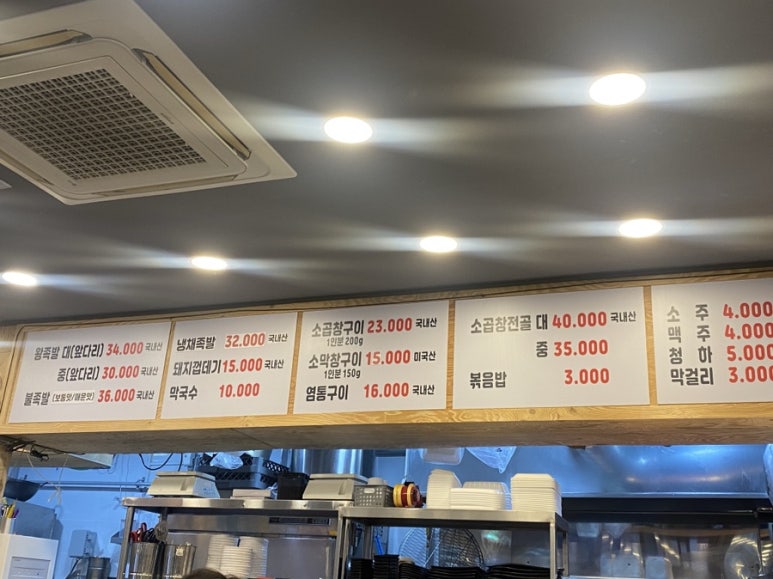 왕족발 대(앞다리) 34.000 국내산
중(앞다리) 30.000 국내산
불족발 (보통맛/매운맛) 36.000 국내산
냉채족발 32.000 국내산
돼지껍데기 15.000 국내산
막국수 10.000
소곱창구이 23.000 국내산
1인분 200g
소막창구이 15.000 미국산
1인분 150g
염통구이 16.000 국내산
소곱창전골 대 40.000 국내산
중 35.000
볶음밥 3.000
소주 4.000
맥주 4.000
청하 5.000
막걸리 3.000